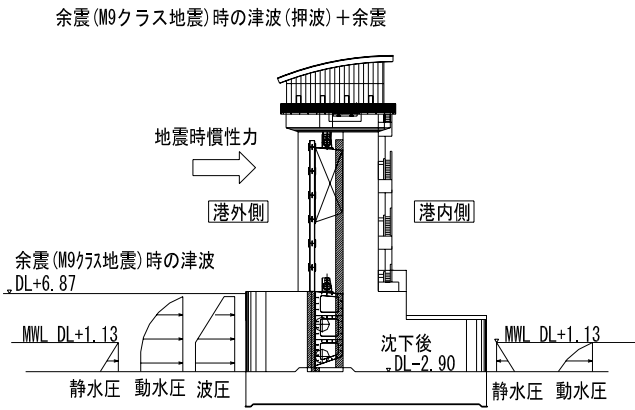 余震(M9クラス地震)時の津波(押波)＋余震
地震時慣性力
港外側
港内側
余震(M9ｸﾗｽ地震)時の津波
DL+6.87
MWL DL+1.13
沈下後
DL-2.90
MWL DL+1.13
静水圧 動水圧 波圧
静水圧 動水圧